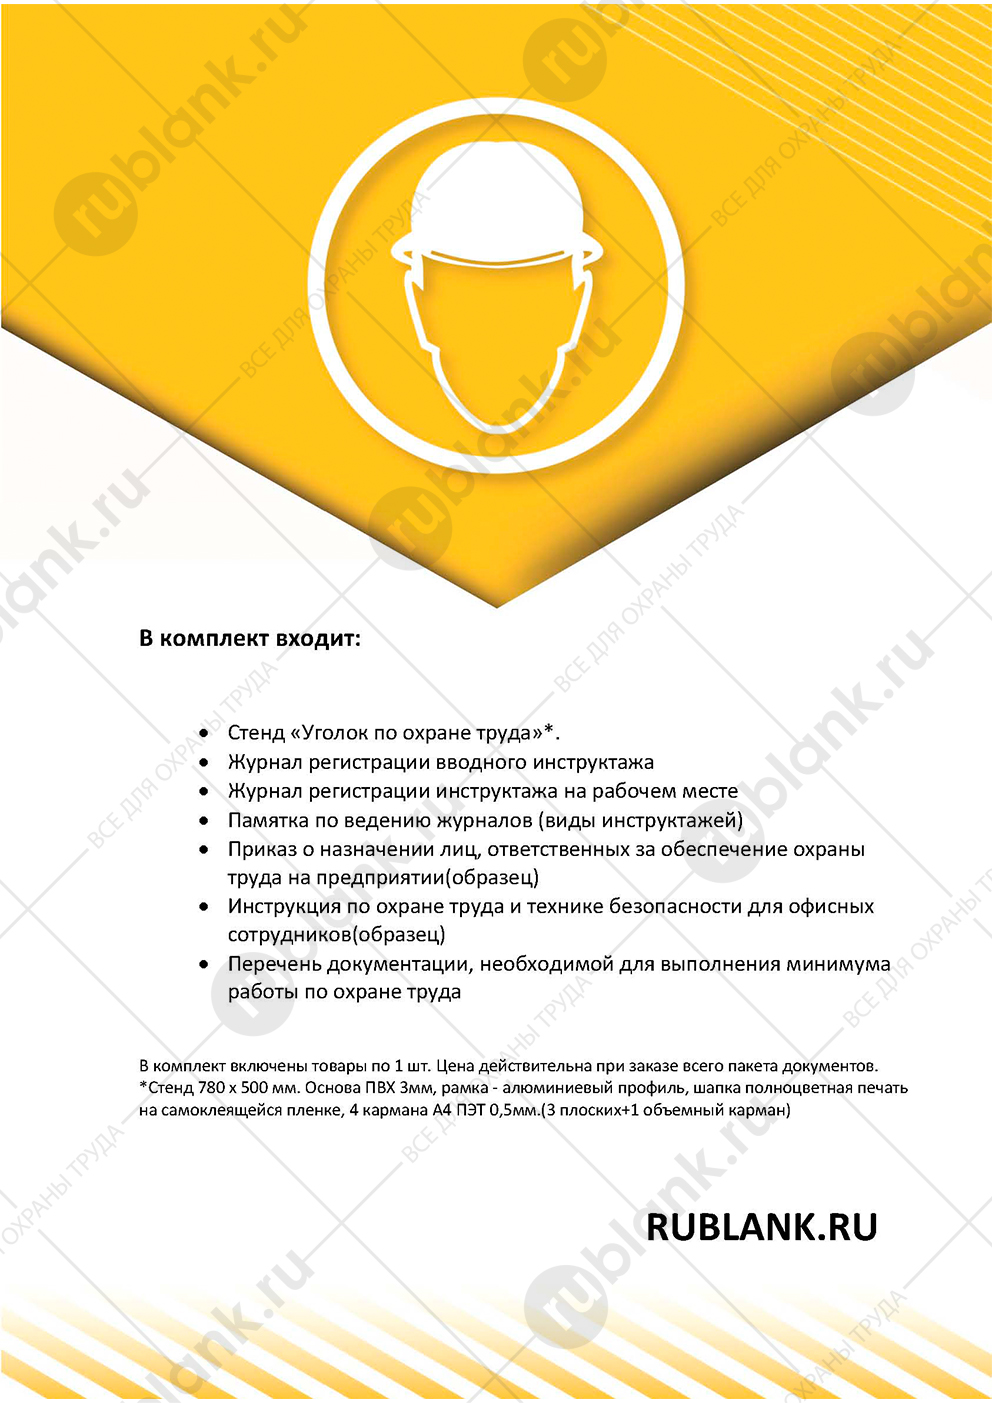 В комплект входит:
• Стенд «Уголок по охране труда»*.
• Журнал регистрации вводного инструктажа
• Журнал регистрации инструктажа на рабочем месте
• Памятка по ведению журналов (виды инструктажей)
• Приказ о назначении лиц, ответственных за обеспечение охраны
труда на предприятии(образец)
• Инструкция по охране труда и технике безопасности для офисных
сотрудников(образец)
• Перечень документации, необходимой для выполнения минимума
работы по охране труда
В комплект включены товары по 1 шт. Цена действительна при заказе всего пакета документов.
*Стенд 780 х 500 мм. Основа ПВХ 3мм, рамка - алюминиевый профиль, шапка полноцветная печать
на самоклеящейся пленке, 4 кармана А4 ПЭТ 0,5мм.(3 плоских+1 объемный карман)
RUBLANK.RU
rublank.ru
ВСЕ ДЛЯ ОХРАНЫ ТРУДА